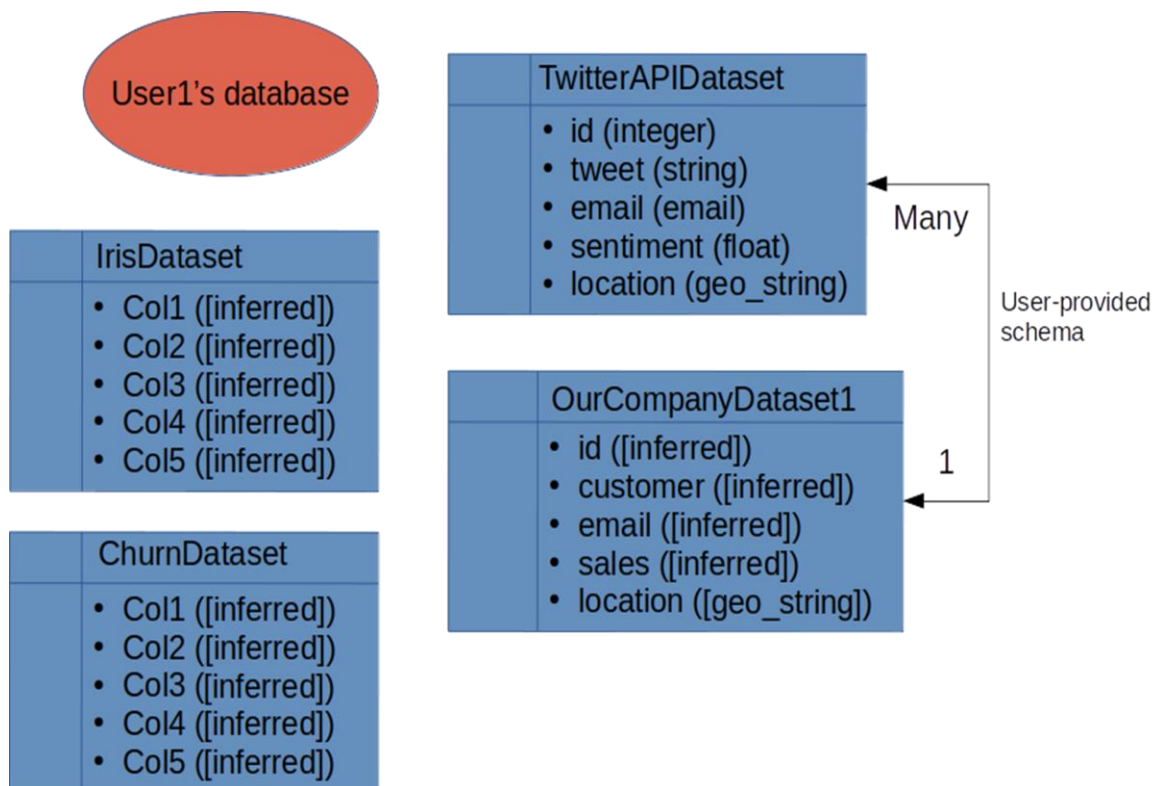 User1's database
TwitterAPIDataset
• id (integer)
• tweet (string)
• email (email)
• sentiment (float)
• location (geo_string)
IrisDataset
• Col1 ([inferred])
• Col2 ([inferred])
• Col3 ([inferred])
• Col4 ([inferred])
• Col5 ([inferred])
Many
User-provided
schema
OurCompanyDataset1
• id ([inferred])
• customer ([inferred])
• email ([inferred])
• sales ([inferred])
• location ([geo_string])
1
ChurnDataset
• Col1 ([inferred])
• Col2 ([inferred])
• Col3 ([inferred])
• Col4 ([inferred])
• Col5 ([inferred])